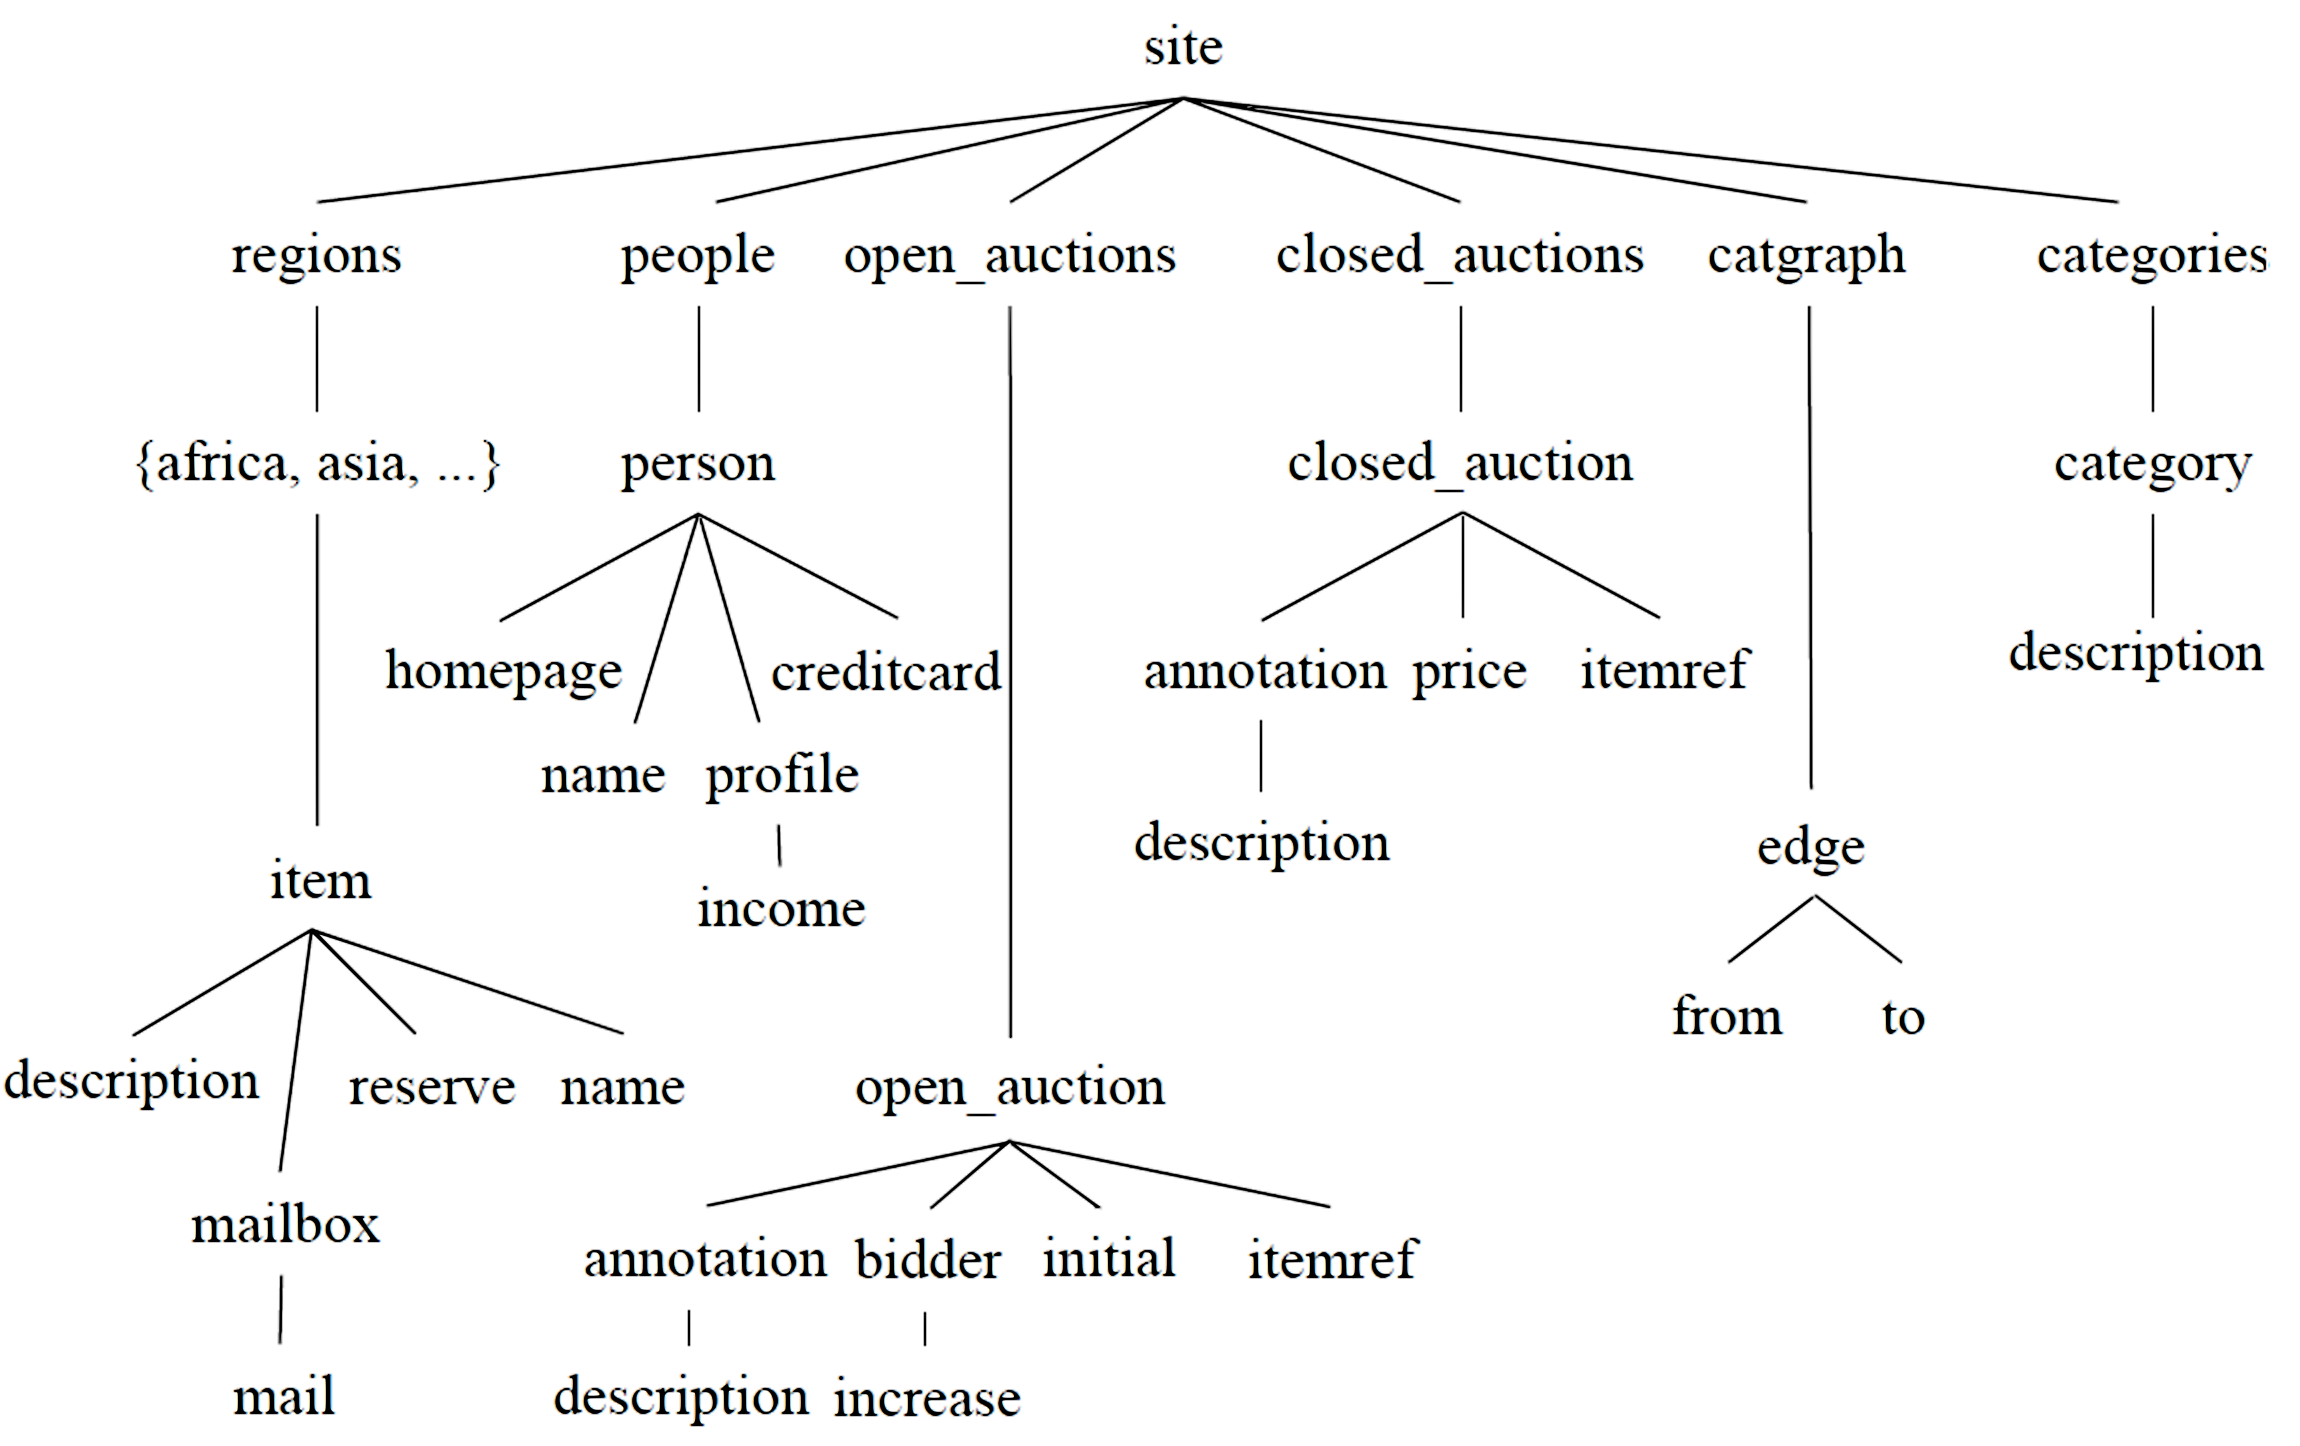 site
regions people open_auctions closed_auctions catgraph categories
{africa, asia, ...} person closed_auction category
homepage creditcard annotation price itemref description
name profile
description edge
item income
from to
description reserve name open_auction
mailbox annotation bidder initial itemref
mail description increase